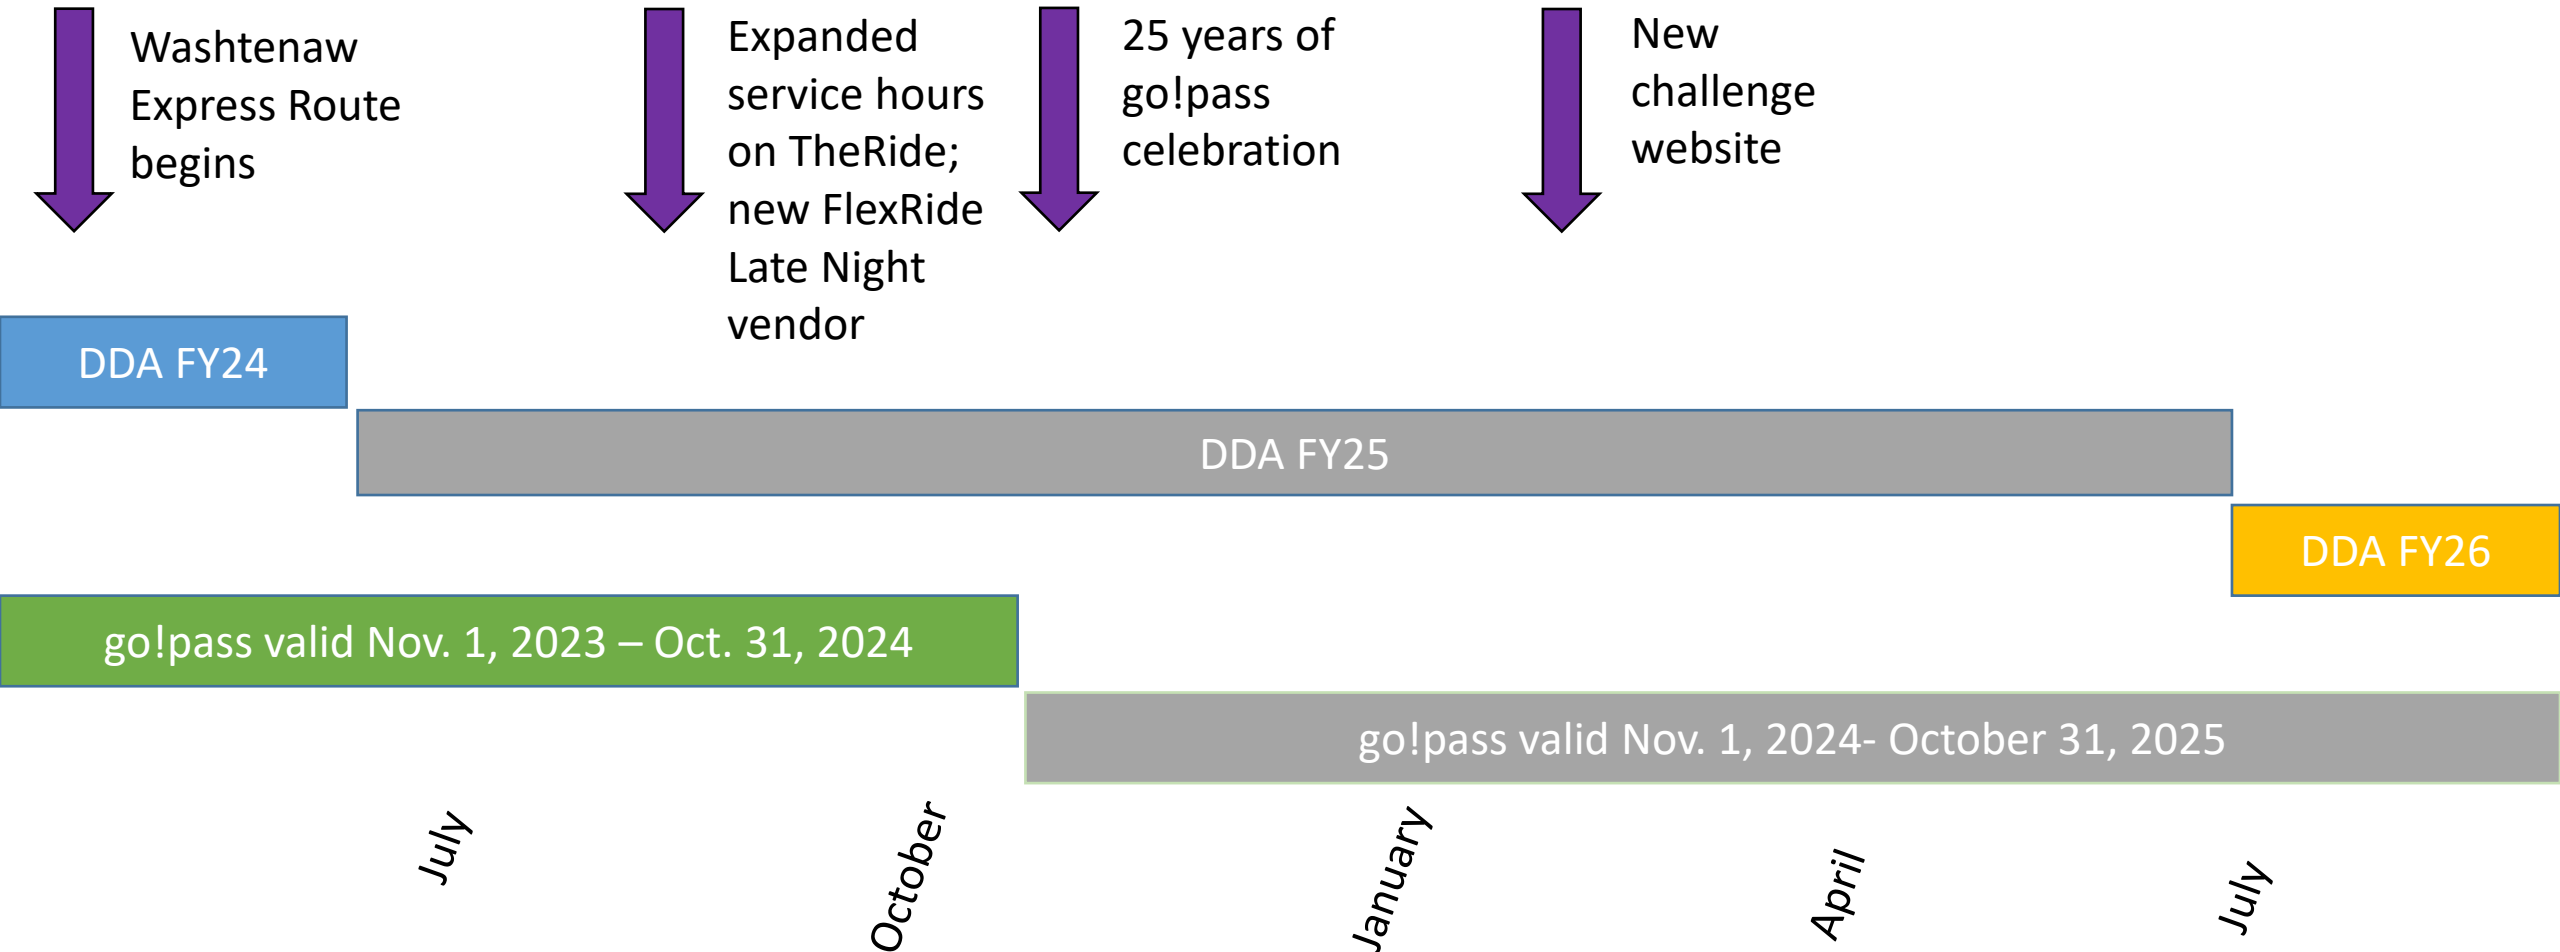 Washtenaw
Express Route
begins
Expanded
service hours
on TheRide;
new FlexRide
Late Night
vendor
25 years of
go!pass
celebration
New
challenge
website
DDA FY24
DDA FY25
DDA FY26
go!pass valid Nov. 1, 2023 – Oct. 31, 2024
go!pass valid Nov. 1, 2024- October 31, 2025
July
October
January
April
July